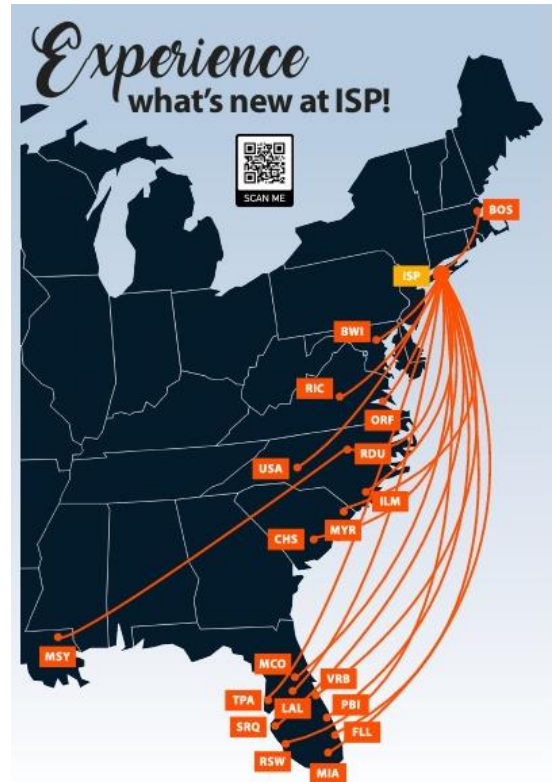 Experience
what's new at ISP!
SCAN ME
BOS
ISP
BWI
RIC
ORF
RDU
USA
ILM
MYR
CHS
MSY
MCO
VRB
TPA
LAL
PBI
SRQ
FLL
RSW
MIA